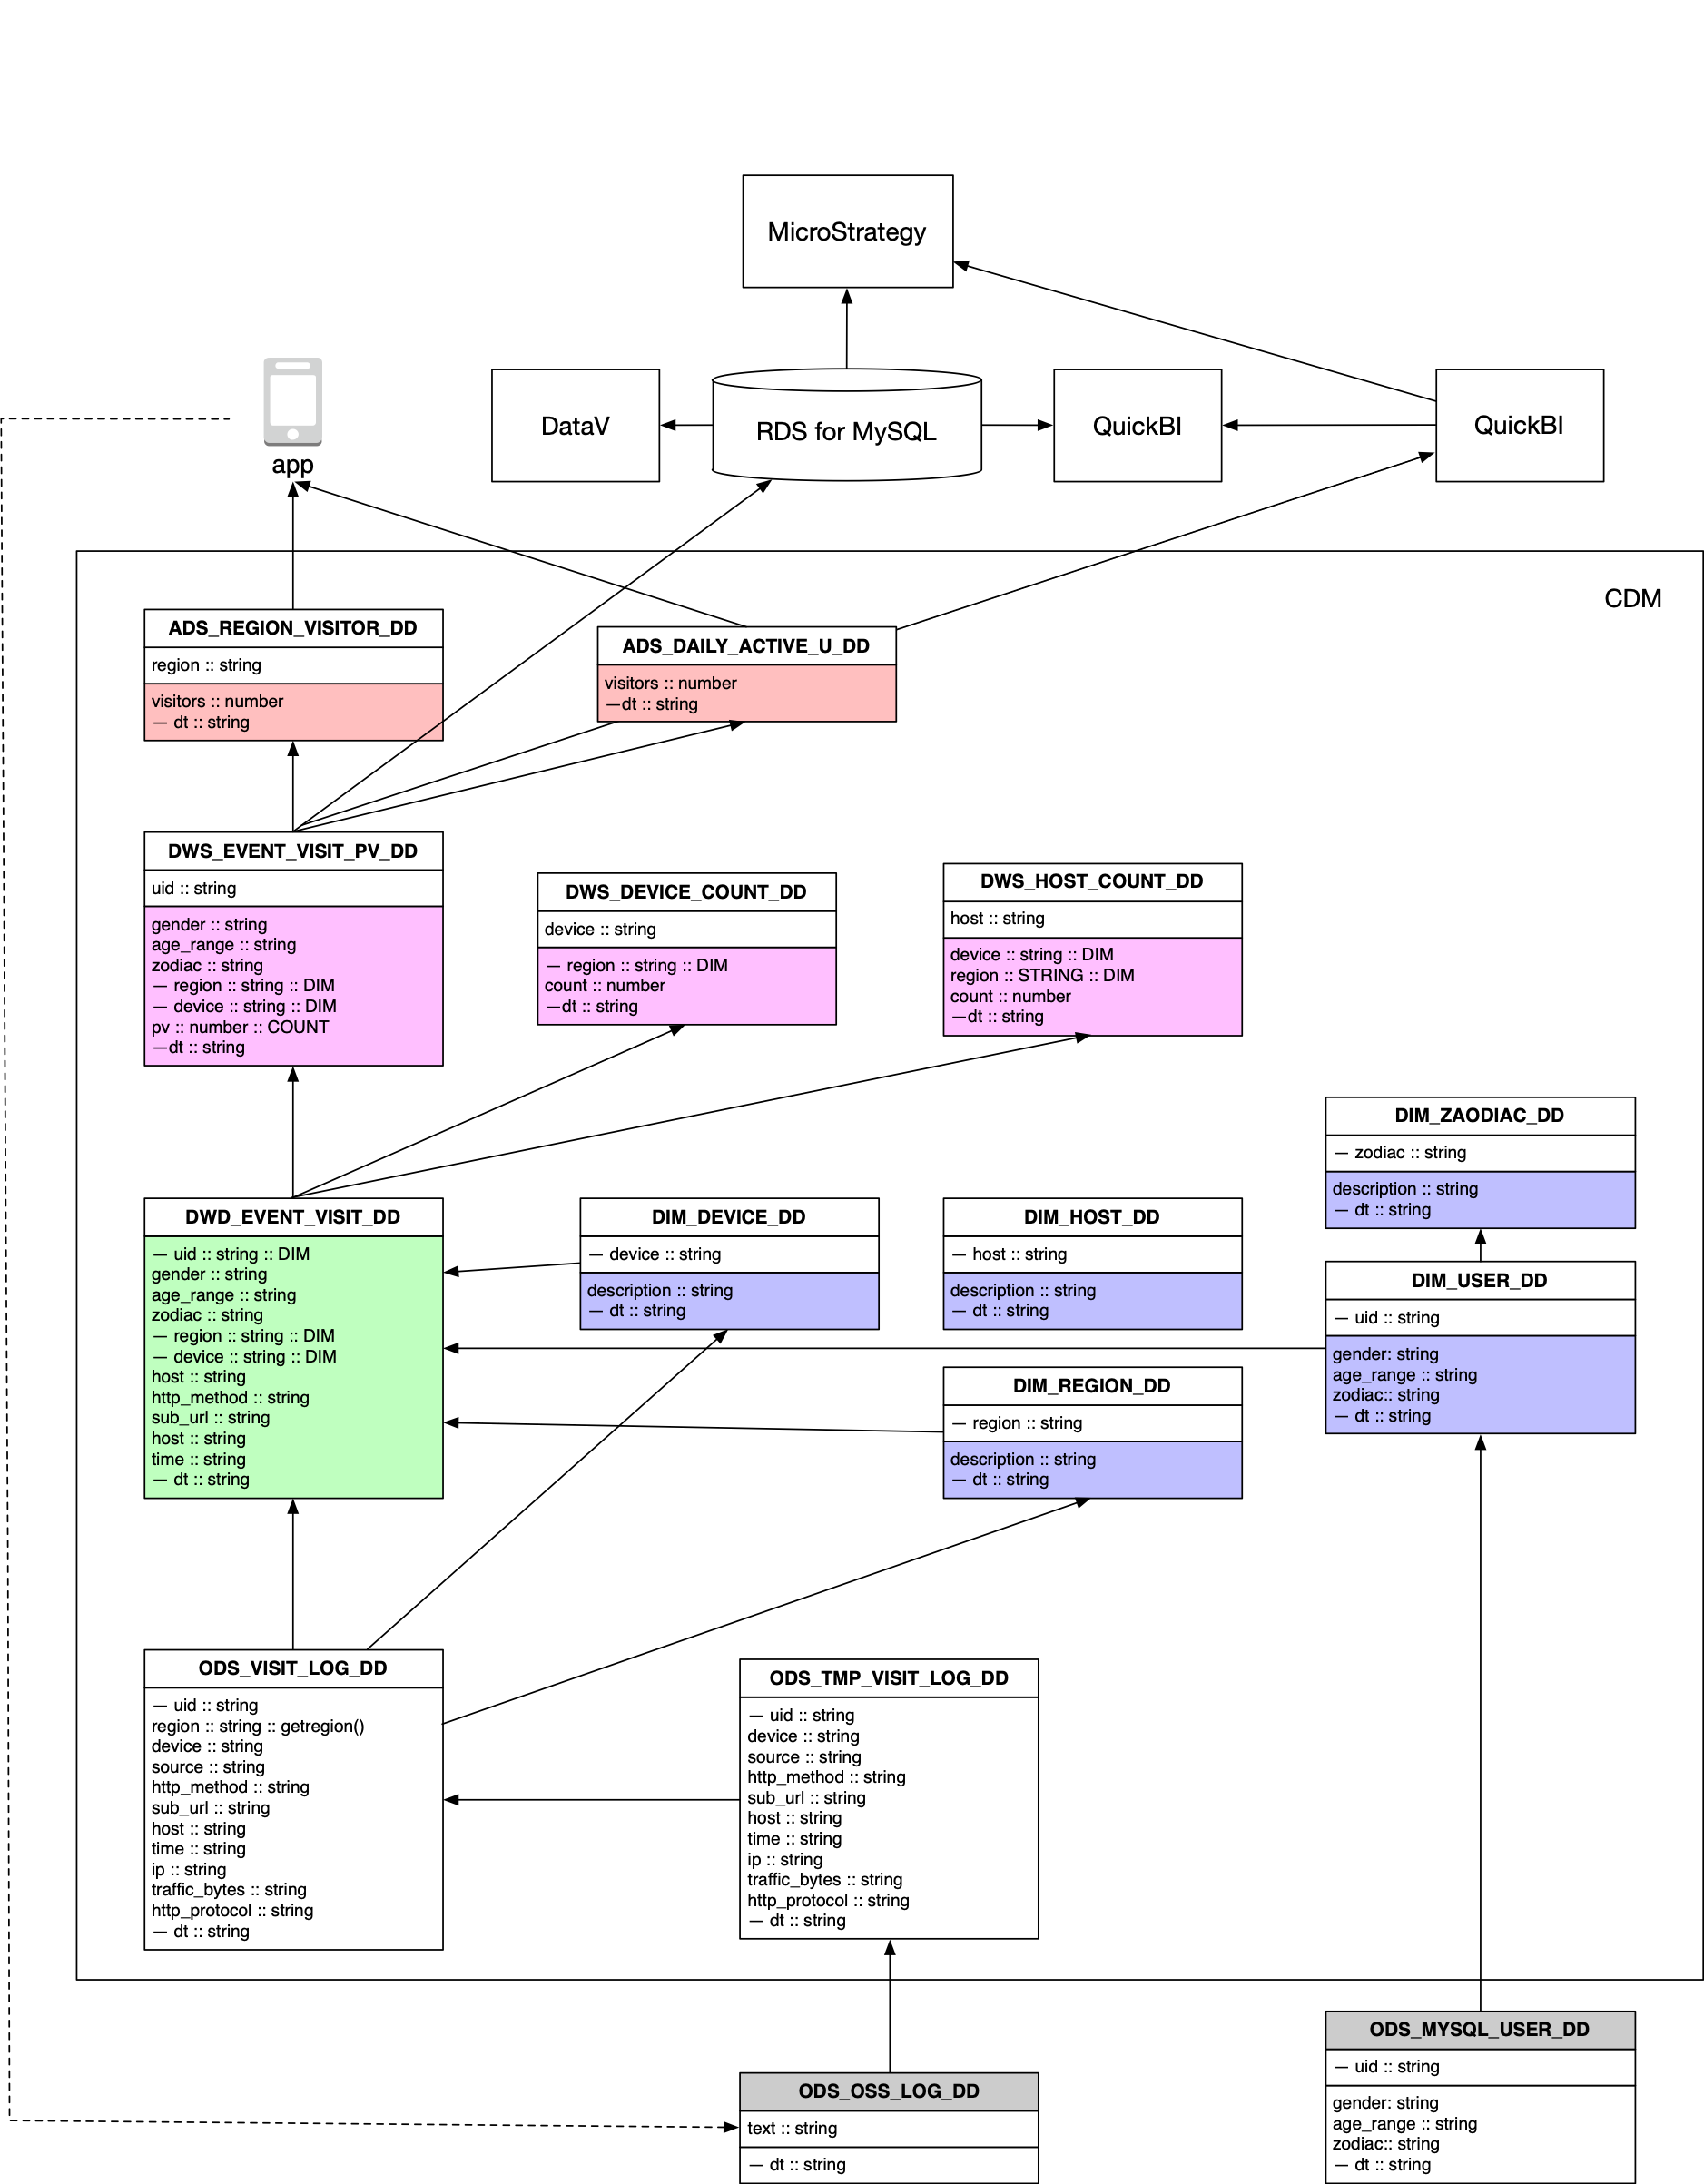 MicroStrategy
DataV
RDS for MySQL
QuickBI
QuickBI
app
CDM
ADS_REGION_VISITOR_DD
region :: string
visitors :: number
— dt :: string
ADS_DAILY_ACTIVE_U_DD
visitors :: number
—dt :: string
DWS_EVENT_VISIT_PV_DD
uid :: string
gender :: string
age_range :: string
zodiac :: string
— region :: string :: DIM
— device :: string :: DIM
pv :: number :: COUNT
—dt :: string
DWS_DEVICE_COUNT_DD
device :: string
— region :: string :: DIM
count :: number
—dt :: string
DWS_HOST_COUNT_DD
host :: string
device :: string :: DIM
region :: STRING :: DIM
count :: number
—dt :: string
DIM_ZAODIAC_DD
— zodiac :: string
description :: string
— dt :: string
DWD_EVENT_VISIT_DD
— uid :: string :: DIM
gender :: string
age_range :: string
zodiac :: string
— region :: string :: DIM
— device :: string :: DIM
host :: string
http_method :: string
sub_url :: string
host :: string
time :: string
— dt :: string
DIM_DEVICE_DD
— device :: string
description :: string
— dt :: string
DIM_HOST_DD
— host :: string
description :: string
— dt :: string
DIM_USER_DD
— uid :: string
gender: string
age_range :: string
zodiac:: string
— dt :: string
DIM_REGION_DD
— region :: string
description :: string
— dt :: string
ODS_VISIT_LOG_DD
— uid :: string
region :: string :: getregion()
device :: string
source :: string
http_method :: string
sub_url :: string
host :: string
time :: string
ip :: string
traffic_bytes :: string
http_protocol :: string
— dt :: string
ODS_TMP_VISIT_LOG_DD
— uid :: string
device :: string
source :: string
http_method :: string
sub_url :: string
host :: string
time :: string
ip :: string
traffic_bytes :: string
http_protocol :: string
— dt :: string
ODS_MYSQL_USER_DD
— uid :: string
gender: string
age_range :: string
zodiac:: string
— dt :: string
ODS_OSS_LOG_DD
text :: string
— dt :: string